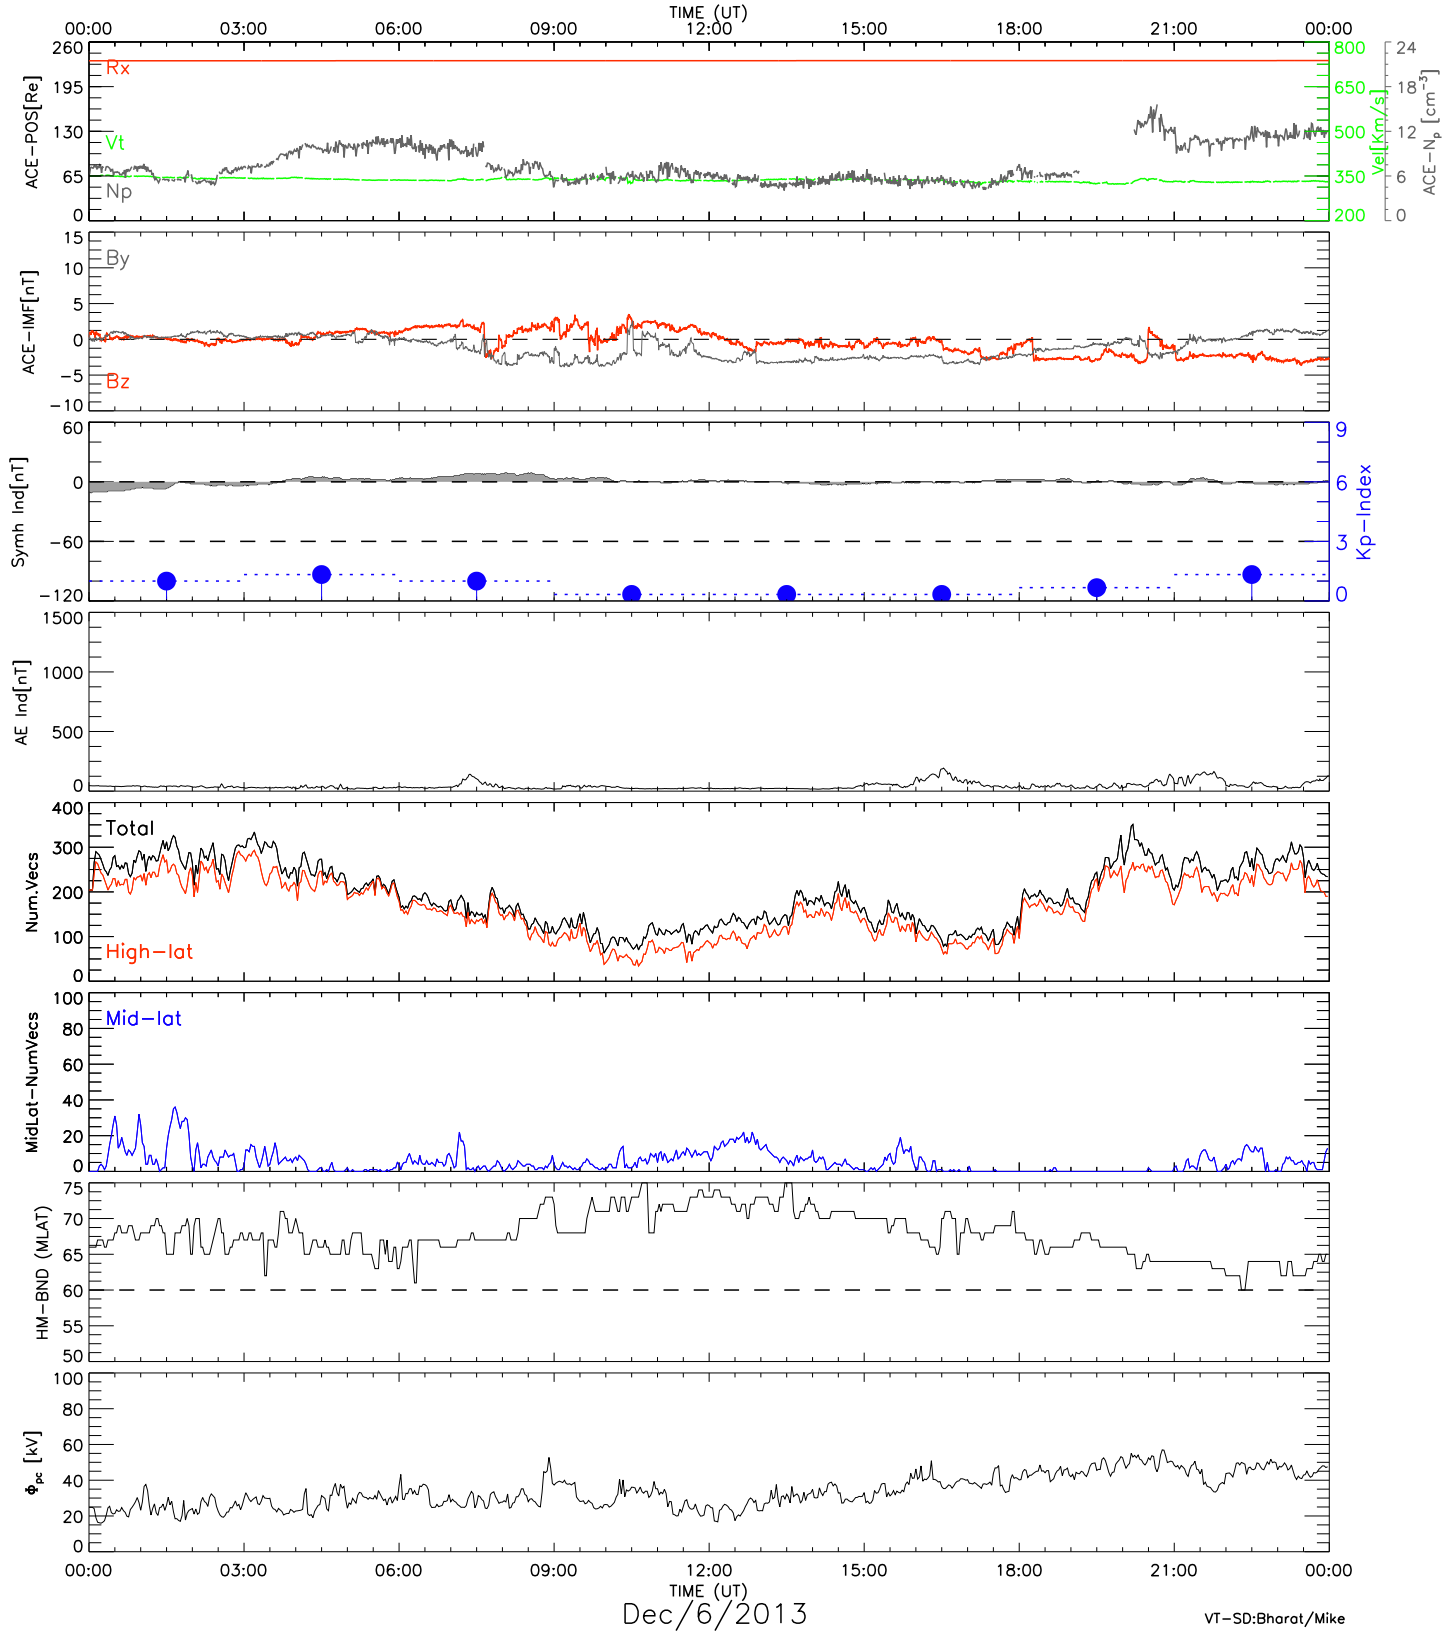 TIME (UT)
00:00 03:00 06:00 09:00 12:00 15:00 18:00 21:00 00:00
ACE-POS[Re]
260
195
130
65
0
Rx
Vt
Np
800
650
500
350
200
Vel[Km/s]
24
18
12
6
0
ACE-Np [cm-3]
ACE-IMF[nT]
15
10
5
0
-5
-10
By
Bz
Symh Ind[nT]
60
0
-60
-120
9
6
3
0
Kp-Index
AE Ind[nT]
1500
1000
500
0
Num.Vecs
400
300
200
100
0
Total
High-lat
MidLat-NumVecs
100
80
60
40
20
0
Mid-lat
HM-BND (MLAT)
75
70
65
60
55
50
Φpc [kV]
100
80
60
40
20
0
00:00 03:00 06:00 09:00 12:00 15:00 18:00 21:00 00:00
TIME (UT)
Dec/6/2013
VT-SD:Bharat/Mike